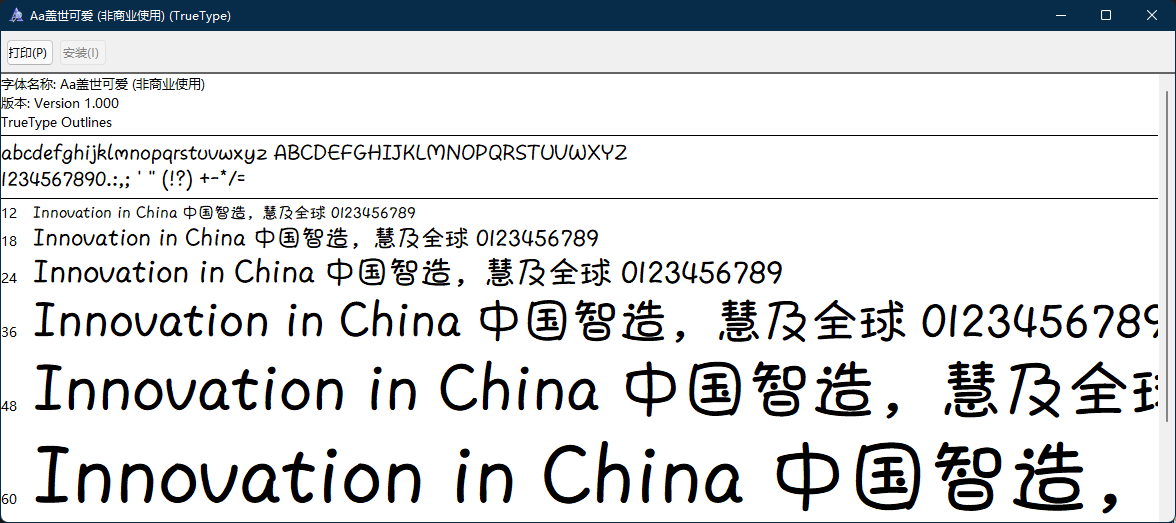 Aa盖世可爱 (非商业使用) (TrueType)
打印(P) 安装(I)
字体名称: Aa盖世可爱 (非商业使用)
版本: Version 1.000
TrueType Outlines
abcdefghijklmnopqrstuvwxyz ABCDEFGHIJKLMNOPQRSTUVWXYZ
1234567890.:,; ' " (!?) +-*/=
12 Innovation in China 中国智造，慧及全球 0123456789
18 Innovation in China 中国智造，慧及全球 0123456789
24 Innovation in China 中国智造，慧及全球 0123456789
36 Innovation in China 中国智造，慧及全球 0123456789
48 Innovation in China 中国智造，慧及全球
60 Innovation in China 中国智造，